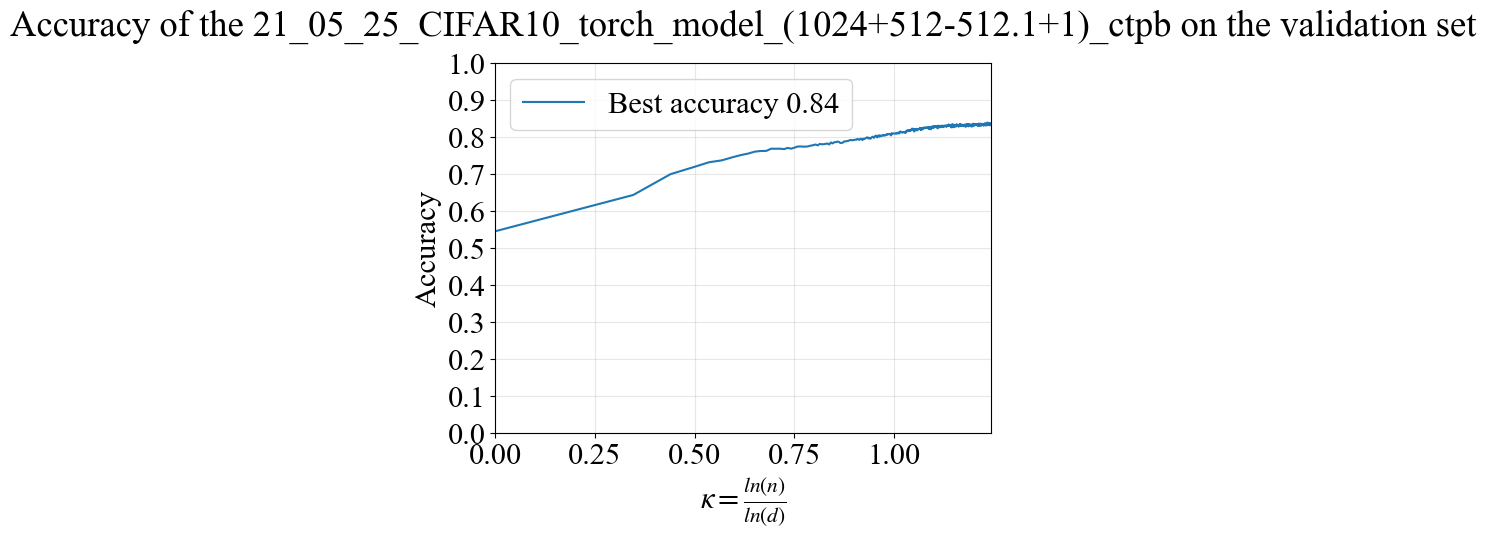 Accuracy of the 21_05_25_CIFAR10_torch_model_(1024+512-512.1+1)_ctpb on the validation set
Best accuracy 0.84
1.0
0.9
0.8
0.7
0.6
0.5
0.4
0.3
0.2
0.1
0.0
Accuracy
0.00 0.25 0.50 0.75 1.00
κ = ln(n) / ln(d)